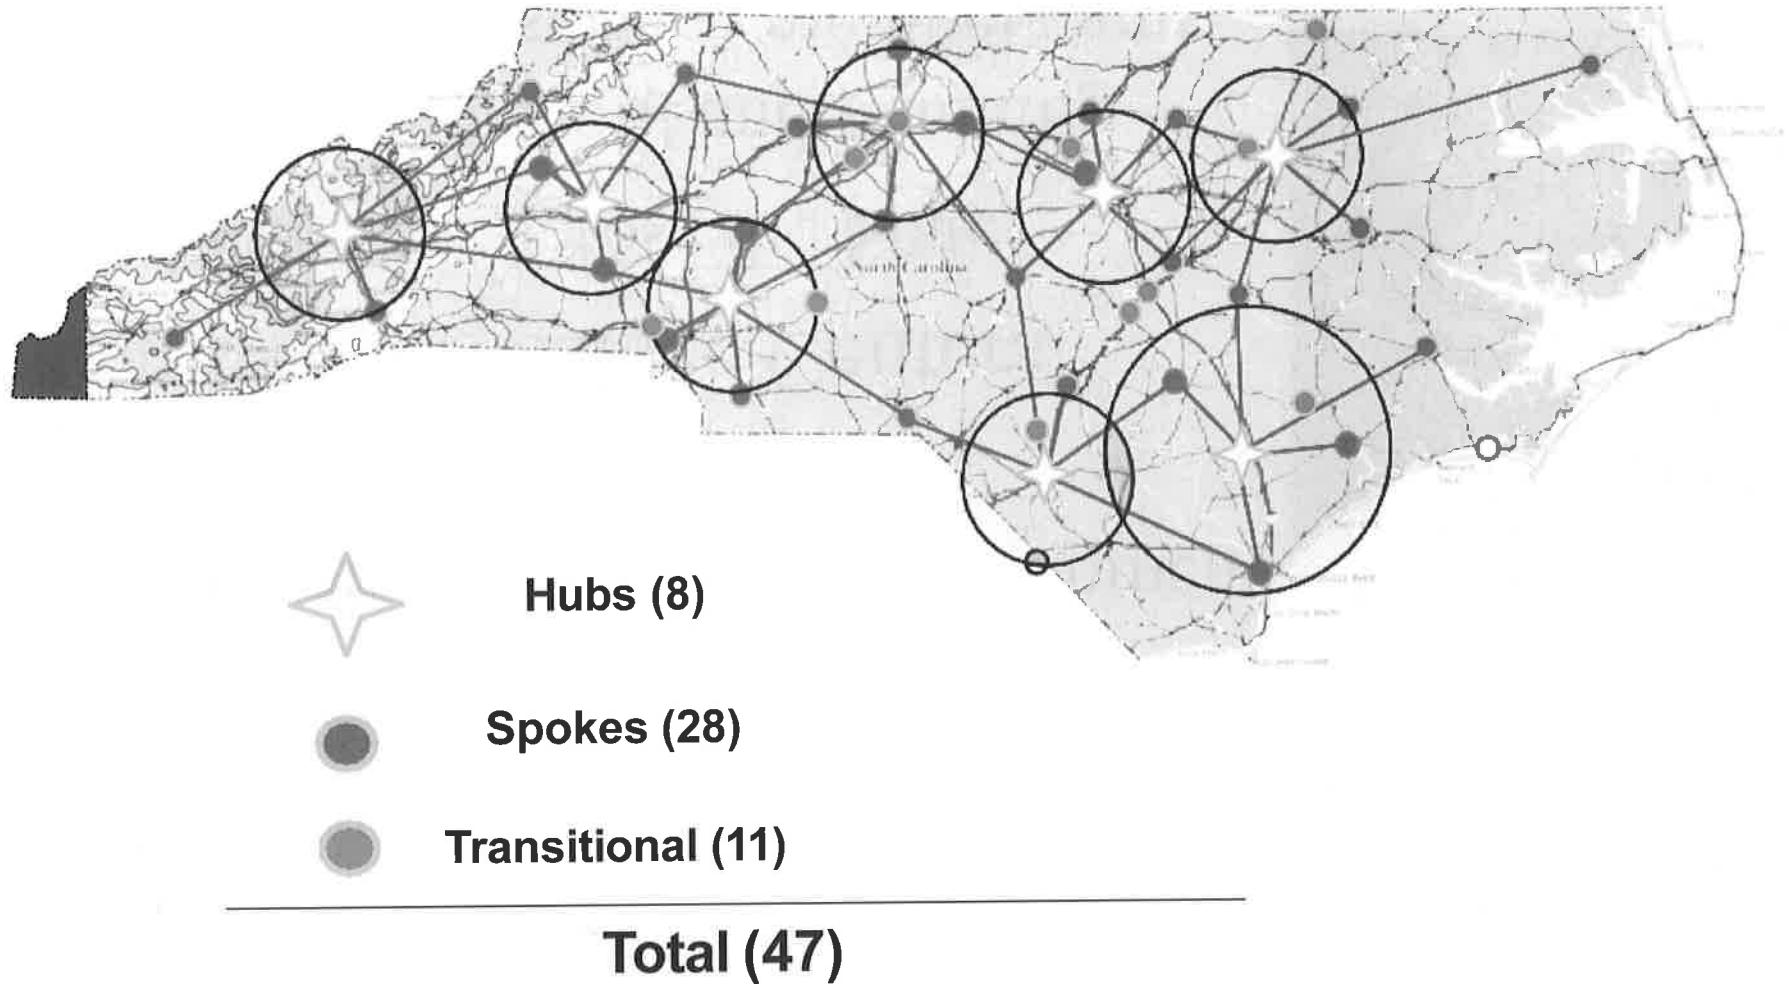 North Carolina
Hubs (8)
Spokes (28)
Transitional (11)
Total (47)